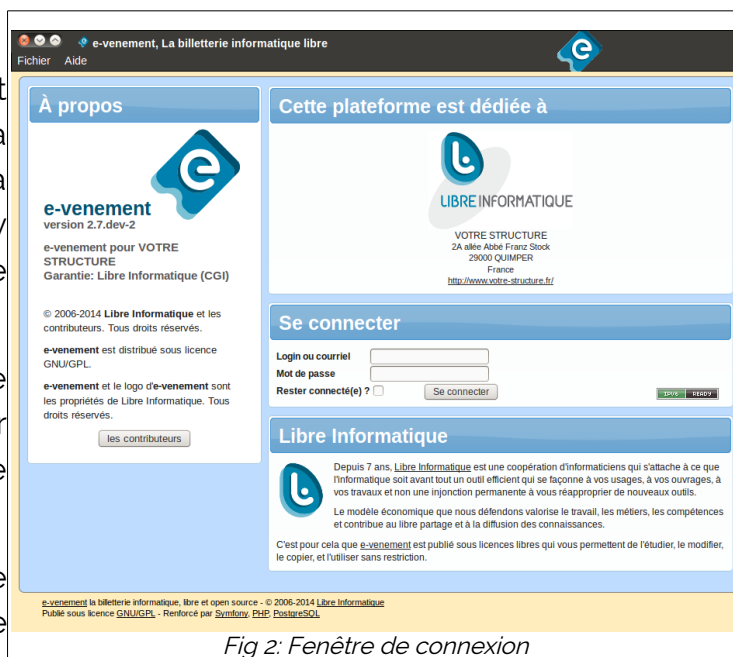 e-venement, La billetterie informatique libre
Fichier Aide
e
À propos
e
e-venement
version 2.7.dev-2
e-venement pour VOTRE
STRUCTURE
Garantie: Libre Informatique (CGI)
© 2006-2014 Libre Informatique et les
contributeurs. Tous droits réservés.
e-venement est distribué sous licence
GNU/GPL.
e-venement et le logo d'e-venement sont
les propriétés de Libre Informatique. Tous
droits réservés.
les contributeurs
Cette plateforme est dédiée à
LIBREINFORMATIQUE
VOTRE STRUCTURE
2A allée Abbé Franz Stock
29000 QUIMPER
France
http://www.votre-structure.fr/
Se connecter
Login ou courriel
Mot de passe
Rester connecté(e) ? Se connecter
IPV6 READY
Libre Informatique
Depuis 7 ans, Libre Informatique est une coopération d'informaticiens qui s'attache à ce que
l'informatique soit avant tout un outil efficient qui se façonne à vos usages, à vos ouvrages, à
vos travaux et non une injonction permanente à vous réapproprier de nouveaux outils.
Le modèle économique que nous défendons valorise le travail, les métiers, les compétences
et contribue au libre partage et à la diffusion des connaissances.
C'est pour cela que e-venement est publié sous licences libres qui vous permettent de l'étudier, le modifier,
le copier, et l'utiliser sans restriction.
e-venement la billetterie informatique, libre et open source - © 2006-2014 Libre Informatique
Publié sous licence GNU/GPL - Renforcé par Symfony, PHP, PostgreSQL
Fig 2: Fenêtre de connexion